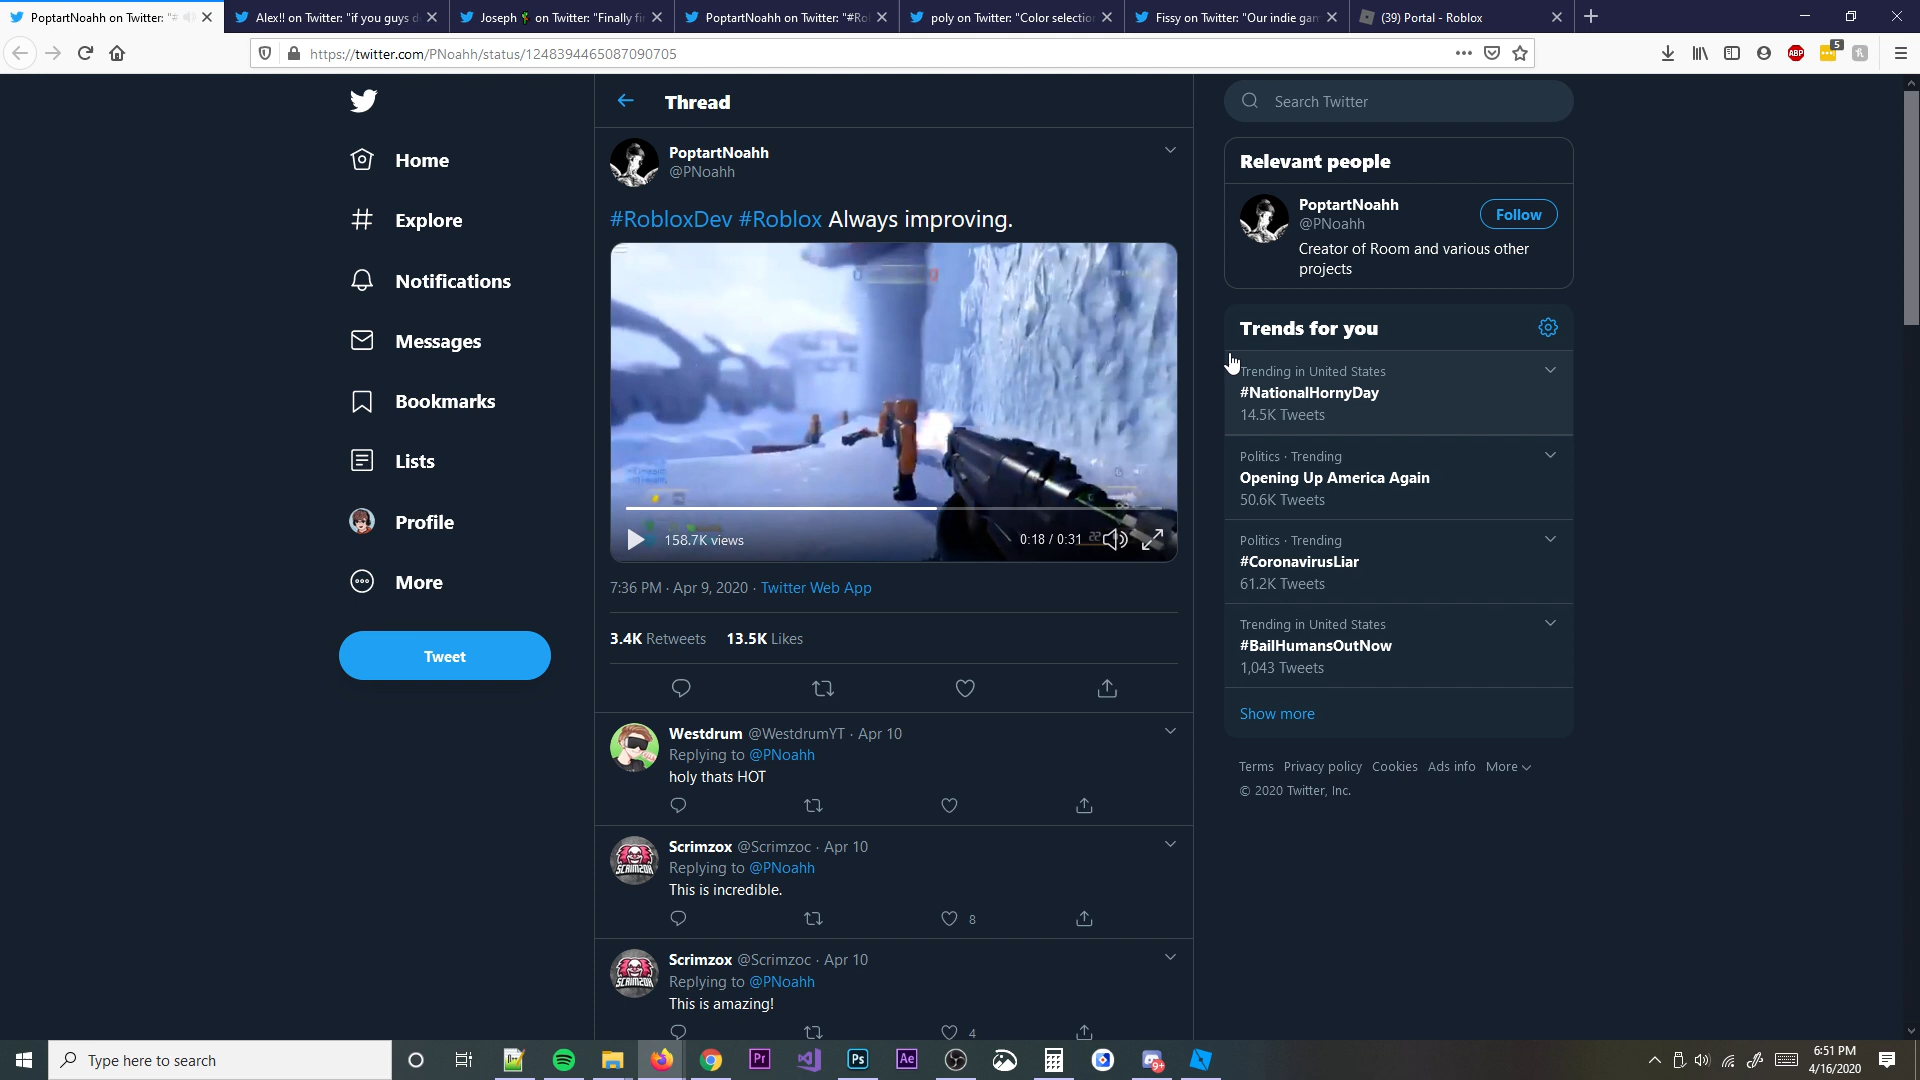 PoptartNoahh on Twitter: "#
Alex!! on Twitter: "if you guys d
Joseph on Twitter: "Finally fi
PoptartNoahh on Twitter: "#Ro
poly on Twitter: "Color selectio
Fissy on Twitter: "Our indie gam
(39) Portal - Roblox
https://twitter.com/PNoahh/status/1248394465087090705
ABP
5
Home
Explore
Notifications
Messages
Bookmarks
Lists
Profile
More
Tweet
Thread
PoptartNoahh
@PNoahh
#RobloxDev #Roblox Always improving.
158.7K views
0:18 / 0:31
22
7:36 PM · Apr 9, 2020 · Twitter Web App
3.4K Retweets 13.5K Likes
Westdrum @WestdrumYT · Apr 10
Replying to @PNoahh
holy thats HOT
SCRIMZOX
Scrimzox @Scrimzoc · Apr 10
Replying to @PNoahh
This is incredible.
8
SCRIMZOX
Scrimzox @Scrimzoc · Apr 10
Replying to @PNoahh
This is amazing!
4
Search Twitter
Relevant people
PoptartNoahh
@PNoahh
Follow
Creator of Room and various other
projects
Trends for you
Trending in United States
#NationalHornyDay
14.5K Tweets
Politics · Trending
Opening Up America Again
50.6K Tweets
Politics · Trending
#CoronavirusLiar
61.2K Tweets
Trending in United States
#BailHumansOutNow
1,043 Tweets
Show more
Terms Privacy policy Cookies Ads info More
© 2020 Twitter, Inc.
Type here to search
Pr
Ps
Ae
9+
6:51 PM
4/16/2020